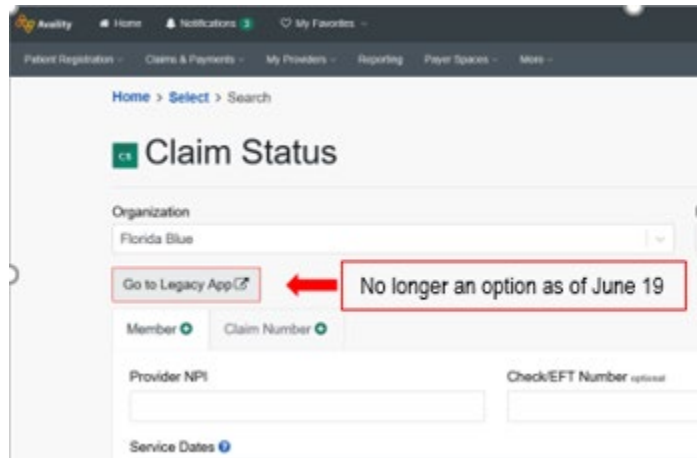 Availity Home Notifications 3 My Favorites
Patient Registration Claims & Payments My Providers Reporting Payer Spaces More
Home > Select > Search
cs Claim Status
Organization
Florida Blue
Go to Legacy App No longer an option as of June 19
Member Claim Number
Provider NPI Check/EFT Number optional
Service Dates